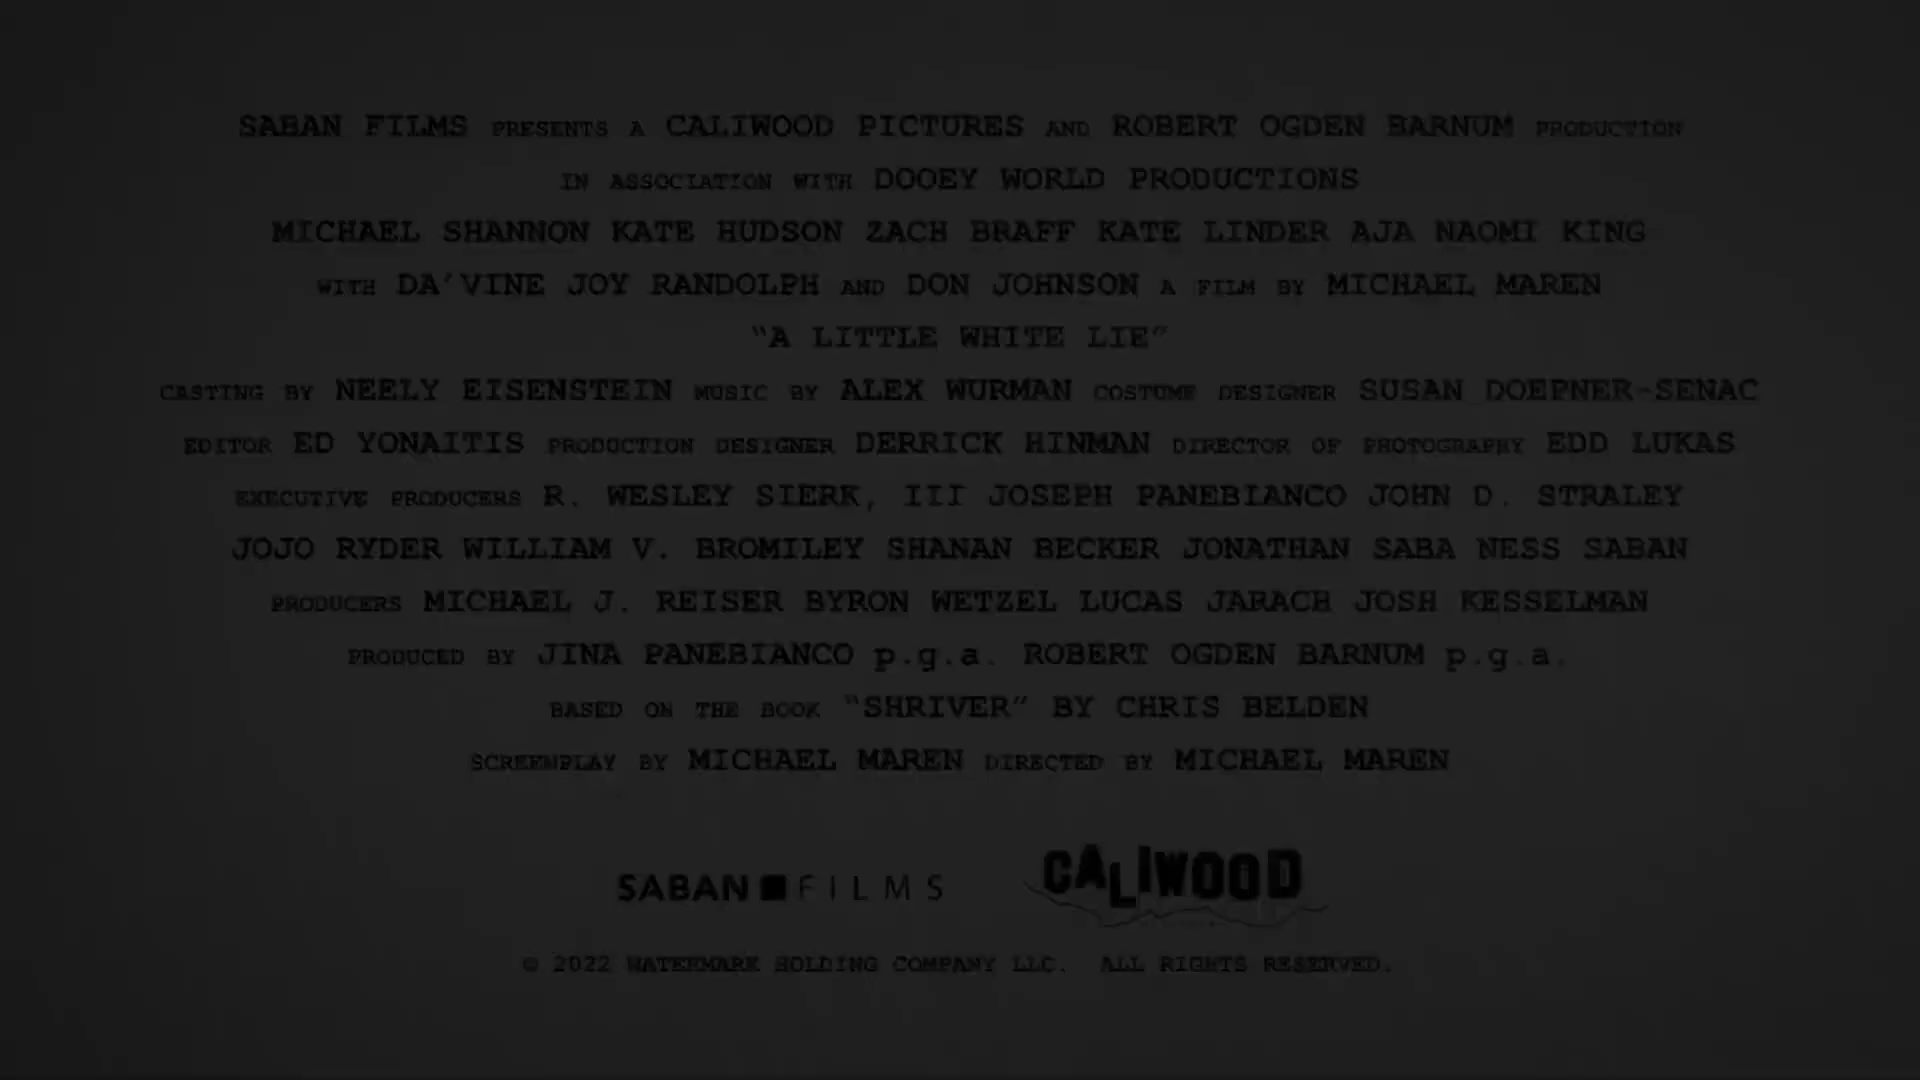 SABAN FILMS PRESENTS A CALIWOOD PICTURES AND ROBERT OGDEN BARNUM PRODUCTION
IN ASSOCIATION WITH DOOEY WORLD PRODUCTIONS
MICHAEL SHANNON KATE HUDSON ZACH BRAFF KATE LINDER AJA NAOMI KING
WITH DA'VINE JOY RANDOLPH AND DON JOHNSON A FILM BY MICHAEL MAREN
"A LITTLE WHITE LIE"
CASTING BY NEELY EISENSTEIN MUSIC BY ALEX WURMAN COSTUME DESIGNER SUSAN DOEPNER-SENAC
EDITOR ED YONAITIS PRODUCTION DESIGNER DERRICK HINMAN DIRECTOR OF PHOTOGRAPHY EDD LUKAS
EXECUTIVE PRODUCERS R. WESLEY SIERK, III JOSEPH PANEBIANCO JOHN D. STRALEY
JOJO RYDER WILLIAM V. BROMILEY SHANAN BECKER JONATHAN SABA NESS SABAN
PRODUCERS MICHAEL J. REISER BYRON WETZEL LUCAS JARACH JOSH KESSELMAN
PRODUCED BY JINA PANEBIANCO p.g.a. ROBERT OGDEN BARNUM p.g.a.
BASED ON THE BOOK "SHRIVER" BY CHRIS BELDEN
SCREENPLAY BY MICHAEL MAREN DIRECTED BY MICHAEL MAREN
SABAN FILMS CALIWOOD
© 2022 WATERMARK HOLDING COMPANY LLC. ALL RIGHTS RESERVED.